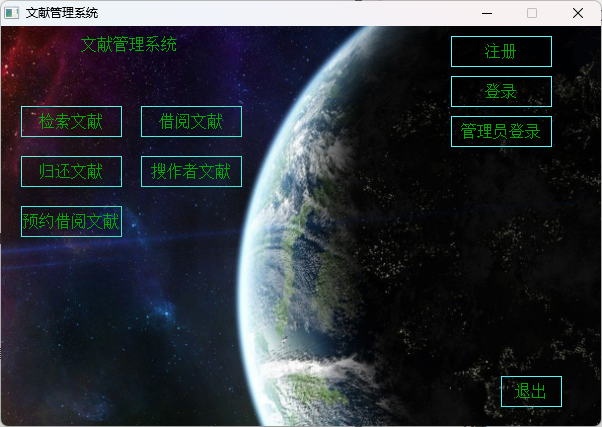 文献管理系统
文献管理系统
注册
登录
检索文献
借阅文献
管理员登录
归还文献
搜作者文献
预约借阅文献
退出